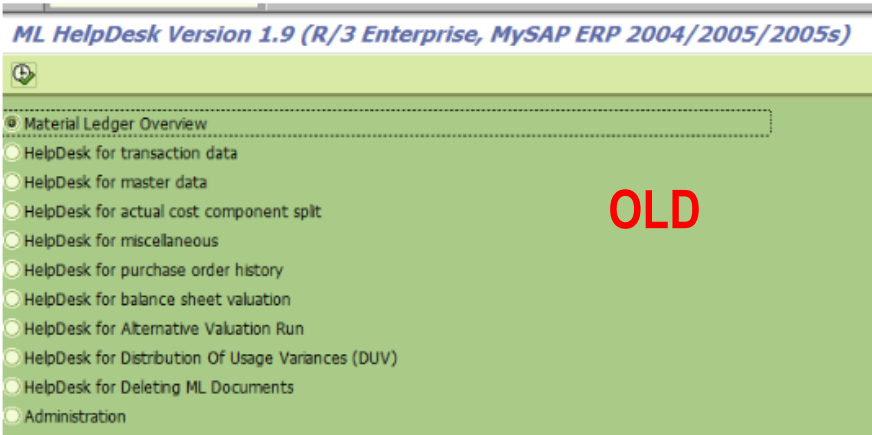 ML HelpDesk Version 1.9 (R/3 Enterprise, MySAP ERP 2004/2005/2005s)
Material Ledger Overview
HelpDesk for transaction data
HelpDesk for master data
HelpDesk for actual cost component split
OLD
HelpDesk for miscellaneous
HelpDesk for purchase order history
HelpDesk for balance sheet valuation
HelpDesk for Alternative Valuation Run
HelpDesk for Distribution Of Usage Variances (DUV)
HelpDesk for Deleting ML Documents
Administration